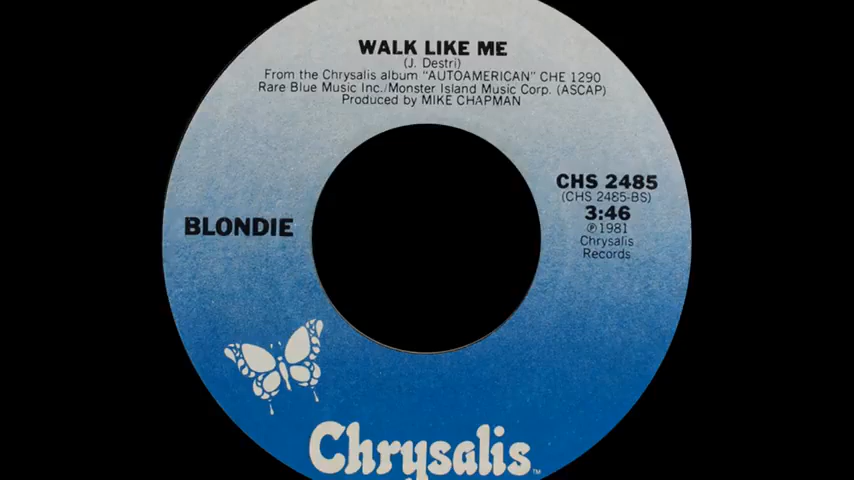 WALK LIKE ME
(J. Destri)
From the Chrysalis album "AUTOAMERICAN" CHE 1290
Rare Blue Music Inc./Monster Island Music Corp. (ASCAP)
Produced by MIKE CHAPMAN
CHS 2485
(CHS 2485-BS)
3:46
℗1981
Chrysalis
Records
BLONDIE
Chrysalis
TM